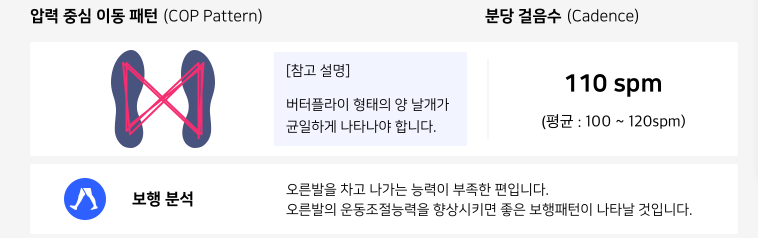 압력 중심 이동 패턴 (COP Pattern)
분당 걸음수 (Cadence)
[참고 설명]
버터플라이 형태의 양 날개가
균일하게 나타나야 합니다.
110 spm
(평균 : 100 ~ 120spm)
보행 분석
오른발을 차고 나가는 능력이 부족한 편입니다.
오른발의 운동조절능력을 향상시키면 좋은 보행패턴이 나타날 것입니다.